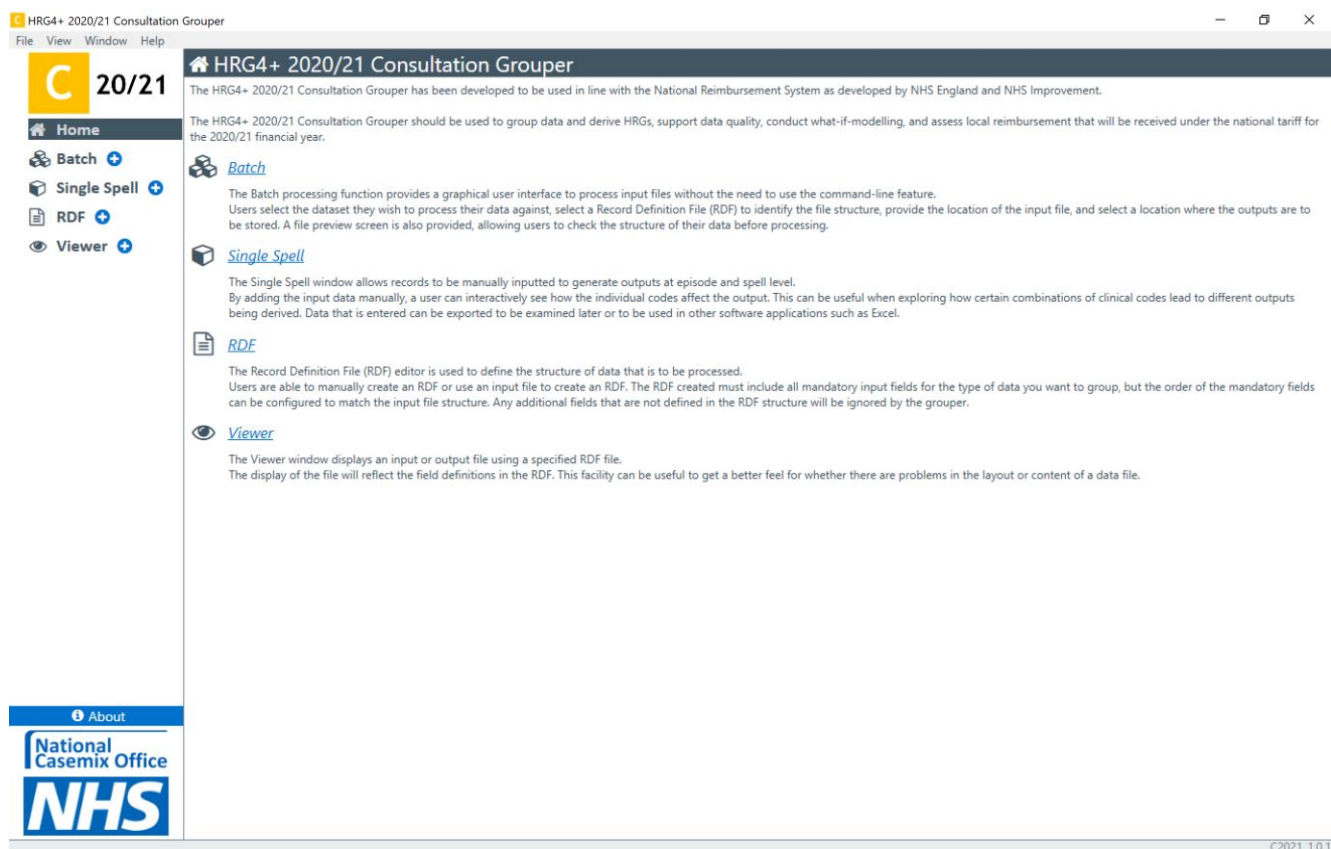 C HRG4+ 2020/21 Consultation Grouper
File View Window Help
C 20/21
Home
Batch
Single Spell
RDF
Viewer
HRG4+ 2020/21 Consultation Grouper
The HRG4+ 2020/21 Consultation Grouper has been developed to be used in line with the National Reimbursement System as developed by NHS England and NHS Improvement.
The HRG4+ 2020/21 Consultation Grouper should be used to group data and derive HRGs, support data quality, conduct what-if-modelling, and assess local reimbursement that will be received under the national tariff for
the 2020/21 financial year.
Batch
The Batch processing function provides a graphical user interface to process input files without the need to use the command-line feature.
Users select the dataset they wish to process their data against, select a Record Definition File (RDF) to identify the file structure, provide the location of the input file, and select a location where the outputs are to
be stored. A file preview screen is also provided, allowing users to check the structure of their data before processing.
Single Spell
The Single Spell window allows records to be manually inputted to generate outputs at episode and spell level.
By adding the input data manually, a user can interactively see how the individual codes affect the output. This can be useful when exploring how certain combinations of clinical codes lead to different outputs
being derived. Data that is entered can be exported to be examined later or to be used in other software applications such as Excel.
RDF
The Record Definition File (RDF) editor is used to define the structure of data that is to be processed.
Users are able to manually create an RDF or use an input file to create an RDF. The RDF created must include all mandatory input fields for the type of data you want to group, but the order of the mandatory fields
can be configured to match the input file structure. Any additional fields that are not defined in the RDF structure will be ignored by the grouper.
Viewer
The Viewer window displays an input or output file using a specified RDF file.
The display of the file will reflect the field definitions in the RDF. This facility can be useful to get a better feel for whether there are problems in the layout or content of a data file.
About
National
Casemix Office
NHS
C2021_1.0.1